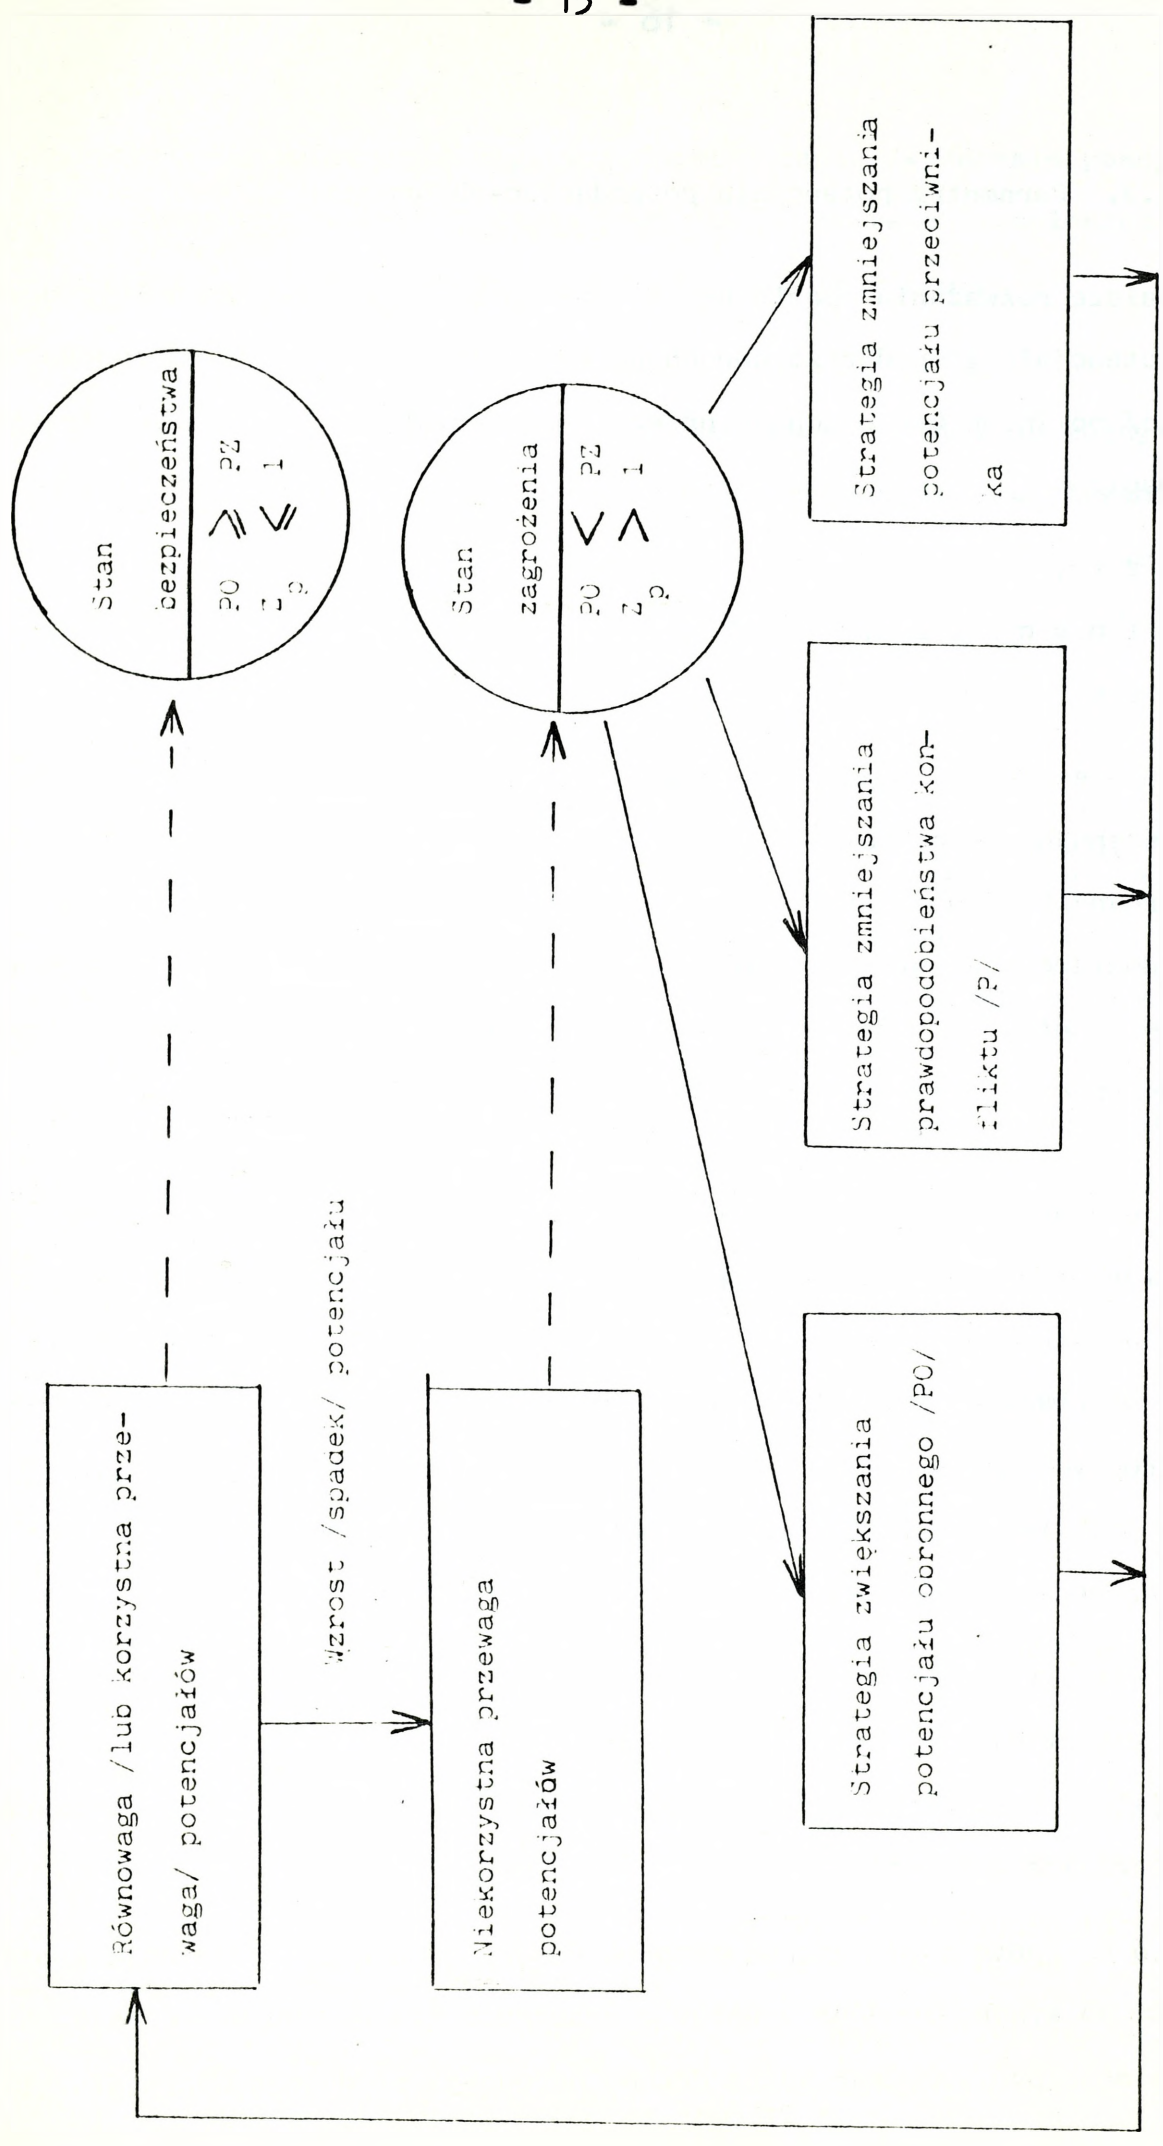 - 15 -
Równowaga /lub korzystna prze-
waga/ potencjałów
Stan
bezpieczeństwa
PO ⩾ PZ
Zp ⩽ 1
Wzrost /spadek/ potencjału
Niekorzystna przewaga
potencjałów
Stan
zagrożenia
PO < PZ
Zp > 1
Strategia zwiększania
potencjału obronnego /PO/
Strategia zmniejszania
prawdopodobieństwa kon-
fliktu /P/
Strategia zmniejszania
potencjału przeciwni-
ka